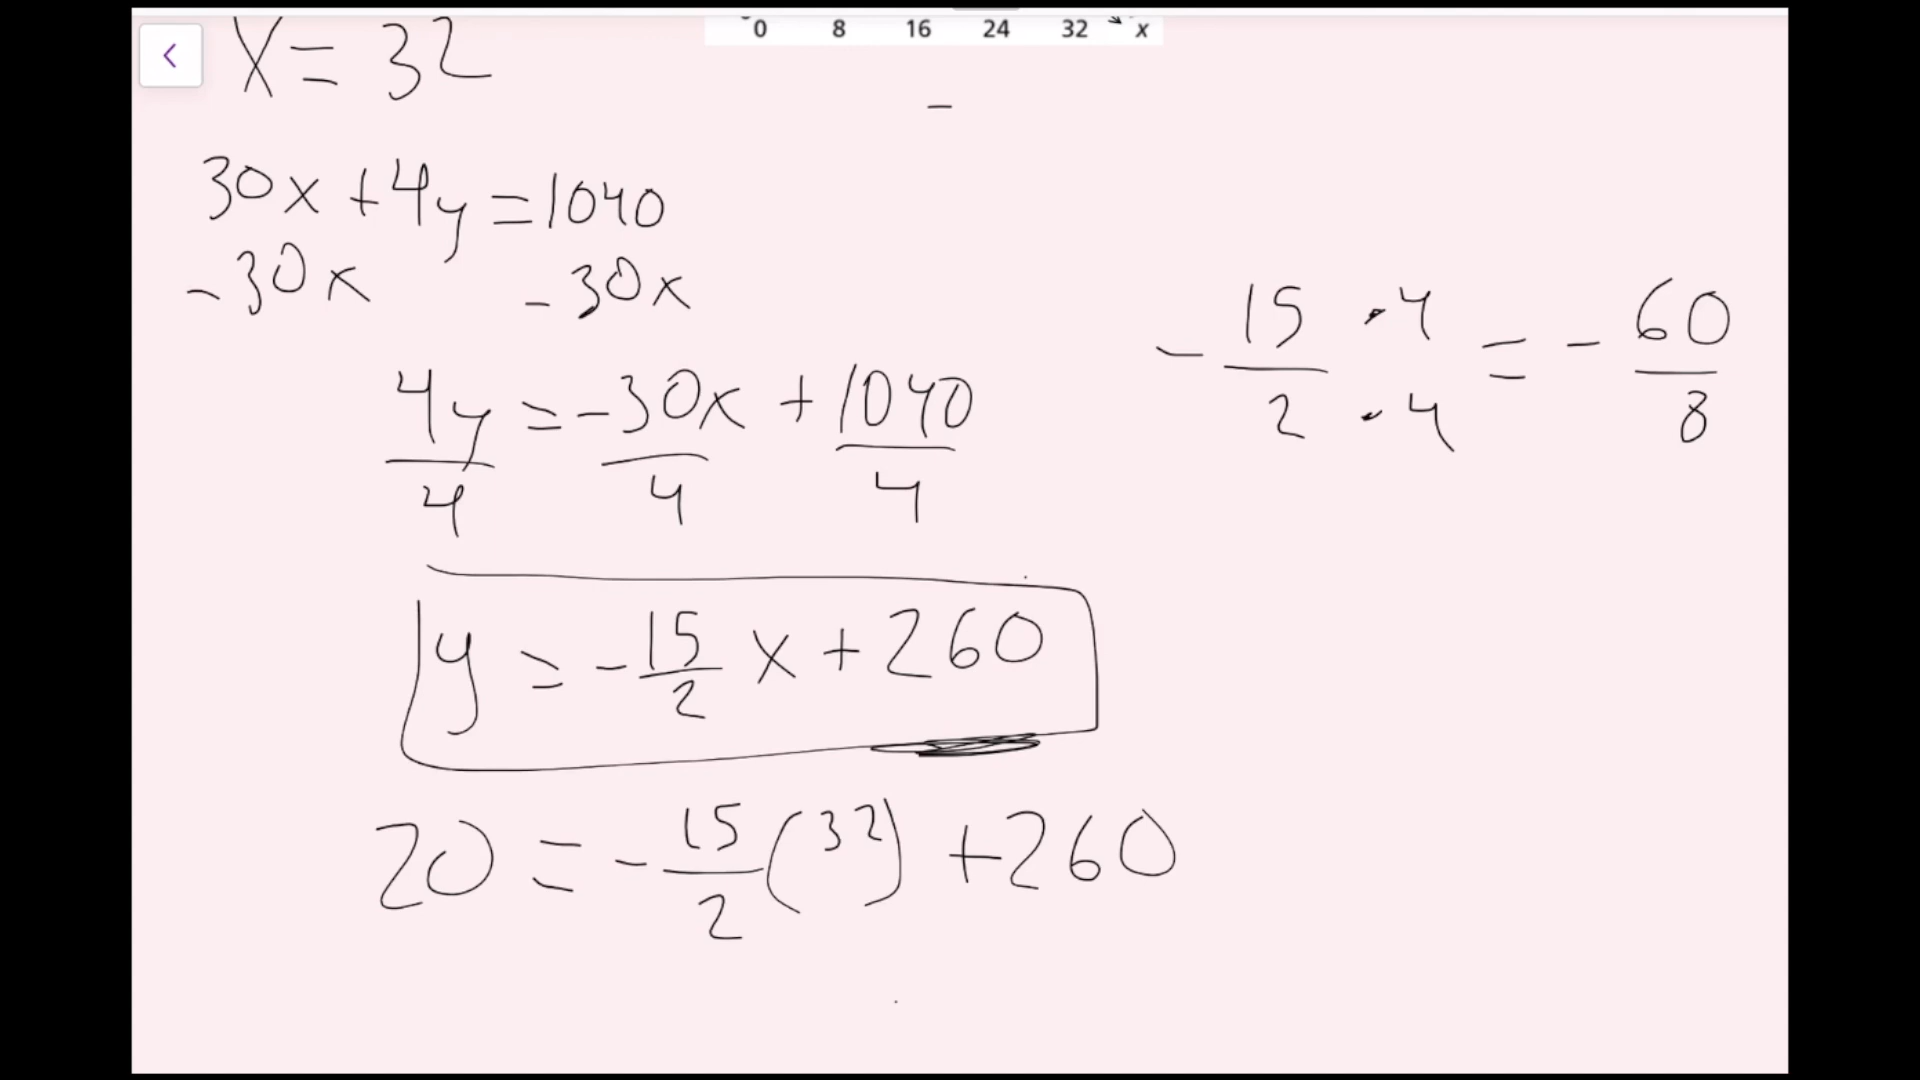 0 8 16 24 32 x
X = 32
30x + 4y = 1040
-30x -30x
4y = -30x + 1040
4 4 4
y = -15/2 x + 260
20 = -15/2 (32) + 260
- 15 · 4 = - 60
2 · 4 8